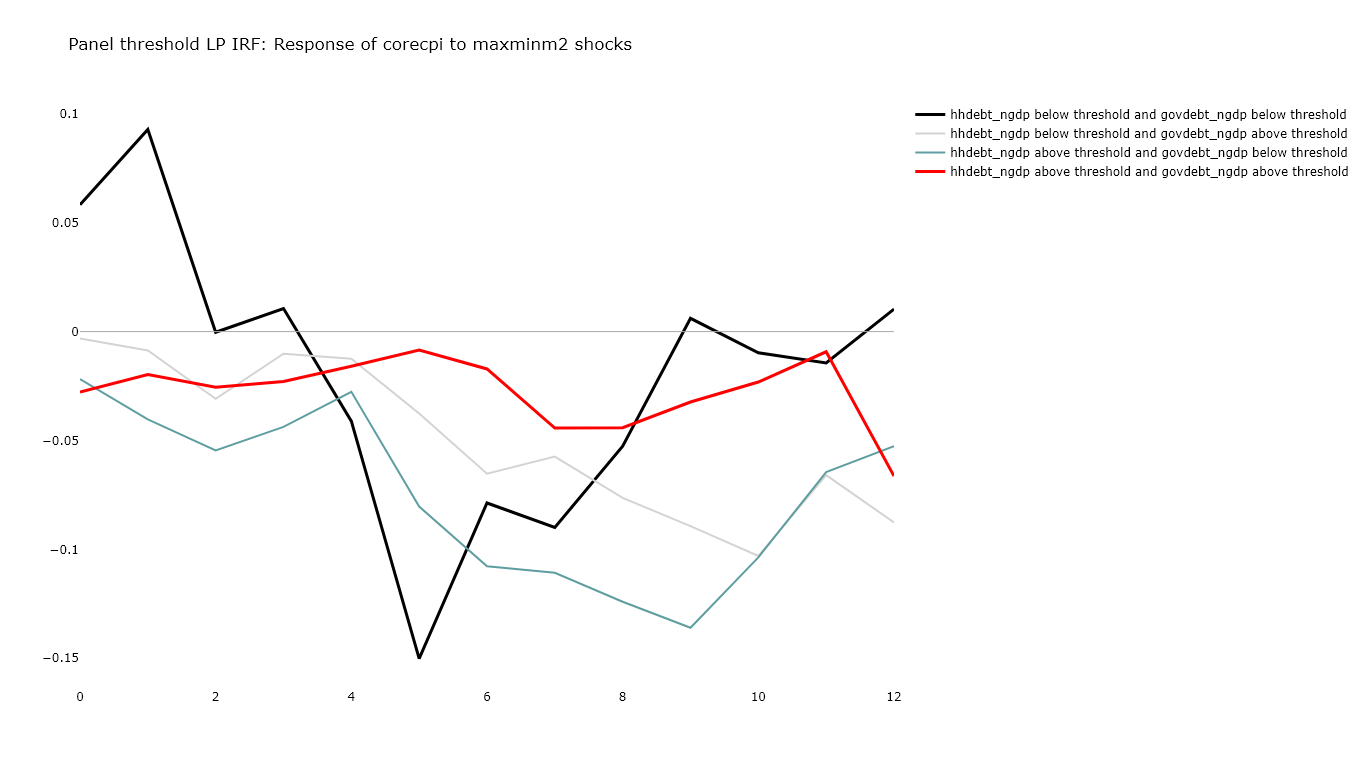 Panel threshold LP IRF: Response of corecpi to maxminm2 shocks
0.1
0.05
0
−0.05
−0.1
−0.15
0 2 4 6 8 10 12
hhdebt_ngdp below threshold and govdebt_ngdp below threshold
hhdebt_ngdp below threshold and govdebt_ngdp above threshold
hhdebt_ngdp above threshold and govdebt_ngdp below threshold
hhdebt_ngdp above threshold and govdebt_ngdp above threshold